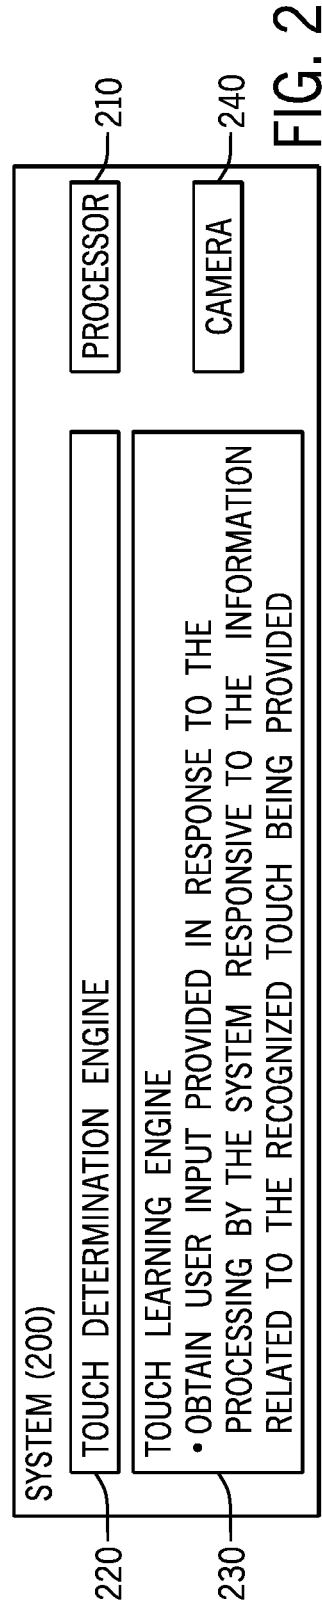 SYSTEM (200)
TOUCH DETERMINATION ENGINE
220
PROCESSOR
210
TOUCH LEARNING ENGINE
• OBTAIN USER INPUT PROVIDED IN RESPONSE TO THE
PROCESSING BY THE SYSTEM RESPONSIVE TO THE INFORMATION
RELATED TO THE RECOGNIZED TOUCH BEING PROVIDED
230
CAMERA
240
FIG. 2